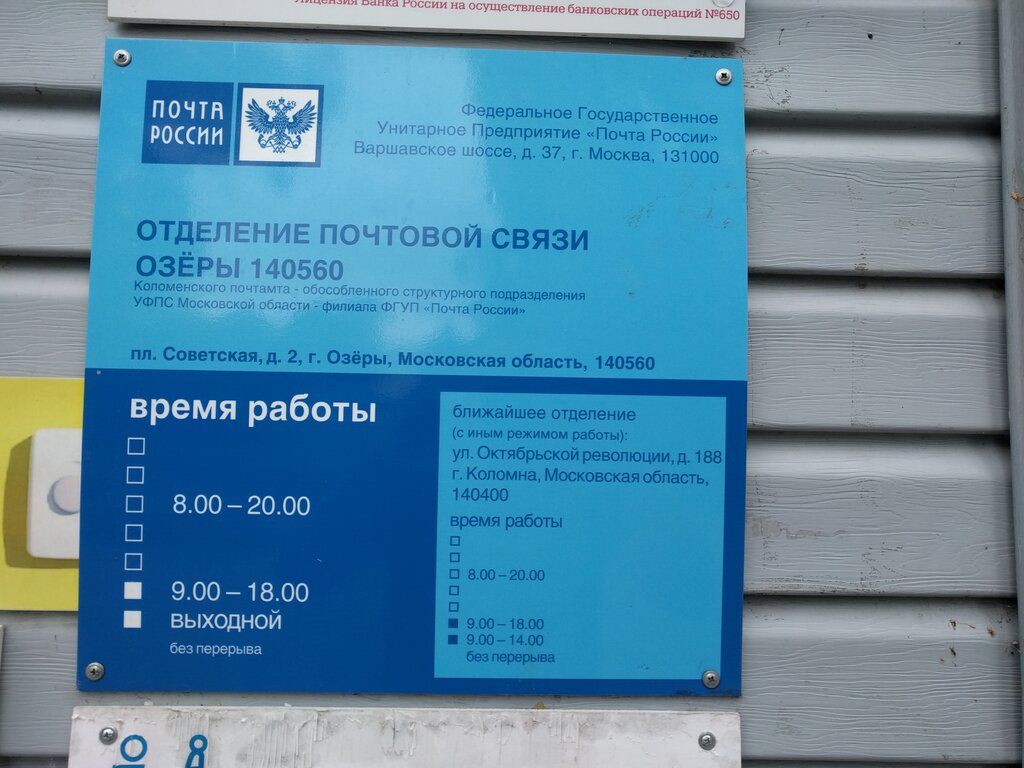 Лицензия Банка России на осуществление банковских операций №650
ПОЧТА
РОССИИ
Федеральное Государственное
Унитарное Предприятие «Почта России»
Варшавское шоссе, д. 37, г. Москва, 131000
ОТДЕЛЕНИЕ ПОЧТОВОЙ СВЯЗИ
ОЗЁРЫ 140560
Коломенского почтамта - обособленного структурного подразделения
УФПС Московской области - филиала ФГУП «Почта России»
пл. Советская, д. 2, г. Озёры, Московская область, 140560
время работы
8.00 – 20.00
9.00 – 18.00
ВЫХОДНОЙ
без перерыва
ближайшее отделение
(с иным режимом работы):
ул. Октябрьской революции, д. 188
г. Коломна, Московская область,
140400
время работы
8.00 – 20.00
9.00 – 18.00
9.00 – 14.00
без перерыва